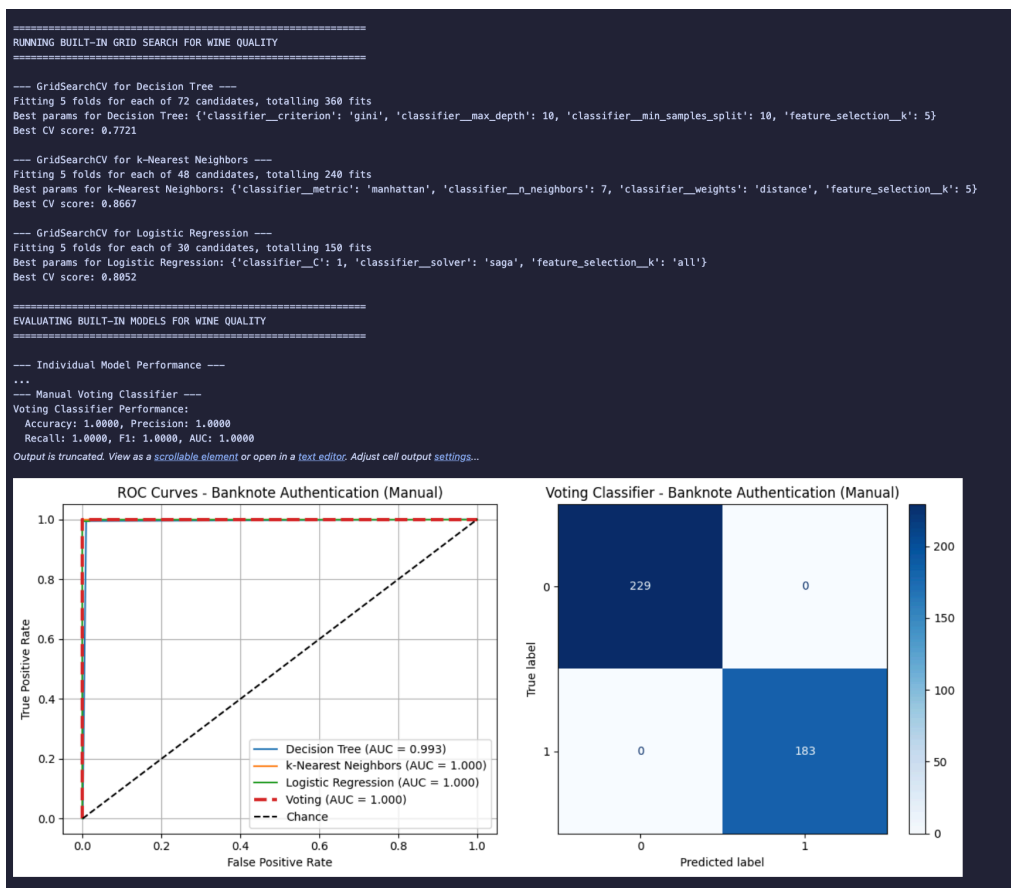 ============================================================
RUNNING BUILT-IN GRID SEARCH FOR WINE QUALITY
============================================================
--- GridSearchCV for Decision Tree ---
Fitting 5 folds for each of 72 candidates, totalling 360 fits
Best params for Decision Tree: {'classifier__criterion': 'gini', 'classifier__max_depth': 10, 'classifier__min_samples_split': 10, 'feature_selection__k': 5}
Best CV score: 0.7721
--- GridSearchCV for k-Nearest Neighbors ---
Fitting 5 folds for each of 48 candidates, totalling 240 fits
Best params for k-Nearest Neighbors: {'classifier__metric': 'manhattan', 'classifier__n_neighbors': 7, 'classifier__weights': 'distance', 'feature_selection__k': 5}
Best CV score: 0.8667
--- GridSearchCV for Logistic Regression ---
Fitting 5 folds for each of 30 candidates, totalling 150 fits
Best params for Logistic Regression: {'classifier__C': 1, 'classifier__solver': 'saga', 'feature_selection__k': 'all'}
Best CV score: 0.8052
============================================================
EVALUATING BUILT-IN MODELS FOR WINE QUALITY
============================================================
--- Individual Model Performance ---
...
--- Manual Voting Classifier ---
Voting Classifier Performance:
  Accuracy: 1.0000, Precision: 1.0000
  Recall: 1.0000, F1: 1.0000, AUC: 1.0000
Output is truncated. View as a scrollable element or open in a text editor. Adjust cell output settings...
ROC Curves - Banknote Authentication (Manual)
1.0
0.8
0.6
0.4
0.2
0.0
True Positive Rate
Decision Tree (AUC = 0.993)
k-Nearest Neighbors (AUC = 1.000)
Logistic Regression (AUC = 1.000)
Voting (AUC = 1.000)
Chance
0.0 0.2 0.4 0.6 0.8 1.0
False Positive Rate
Voting Classifier - Banknote Authentication (Manual)
True label
0
229 0
1
0 183
0 1
Predicted label
200
150
100
50
0